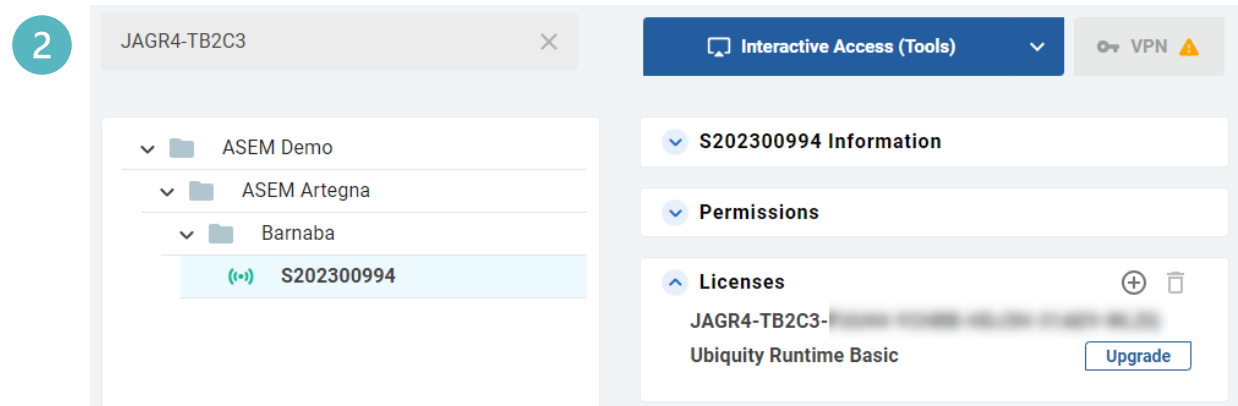 2
JAGR4-TB2C3
Interactive Access (Tools)
VPN
ASEM Demo
ASEM Artegna
Barnaba
S202300994
S202300994 Information
Permissions
Licenses
JAGR4-TB2C3-
Ubiquity Runtime Basic
Upgrade